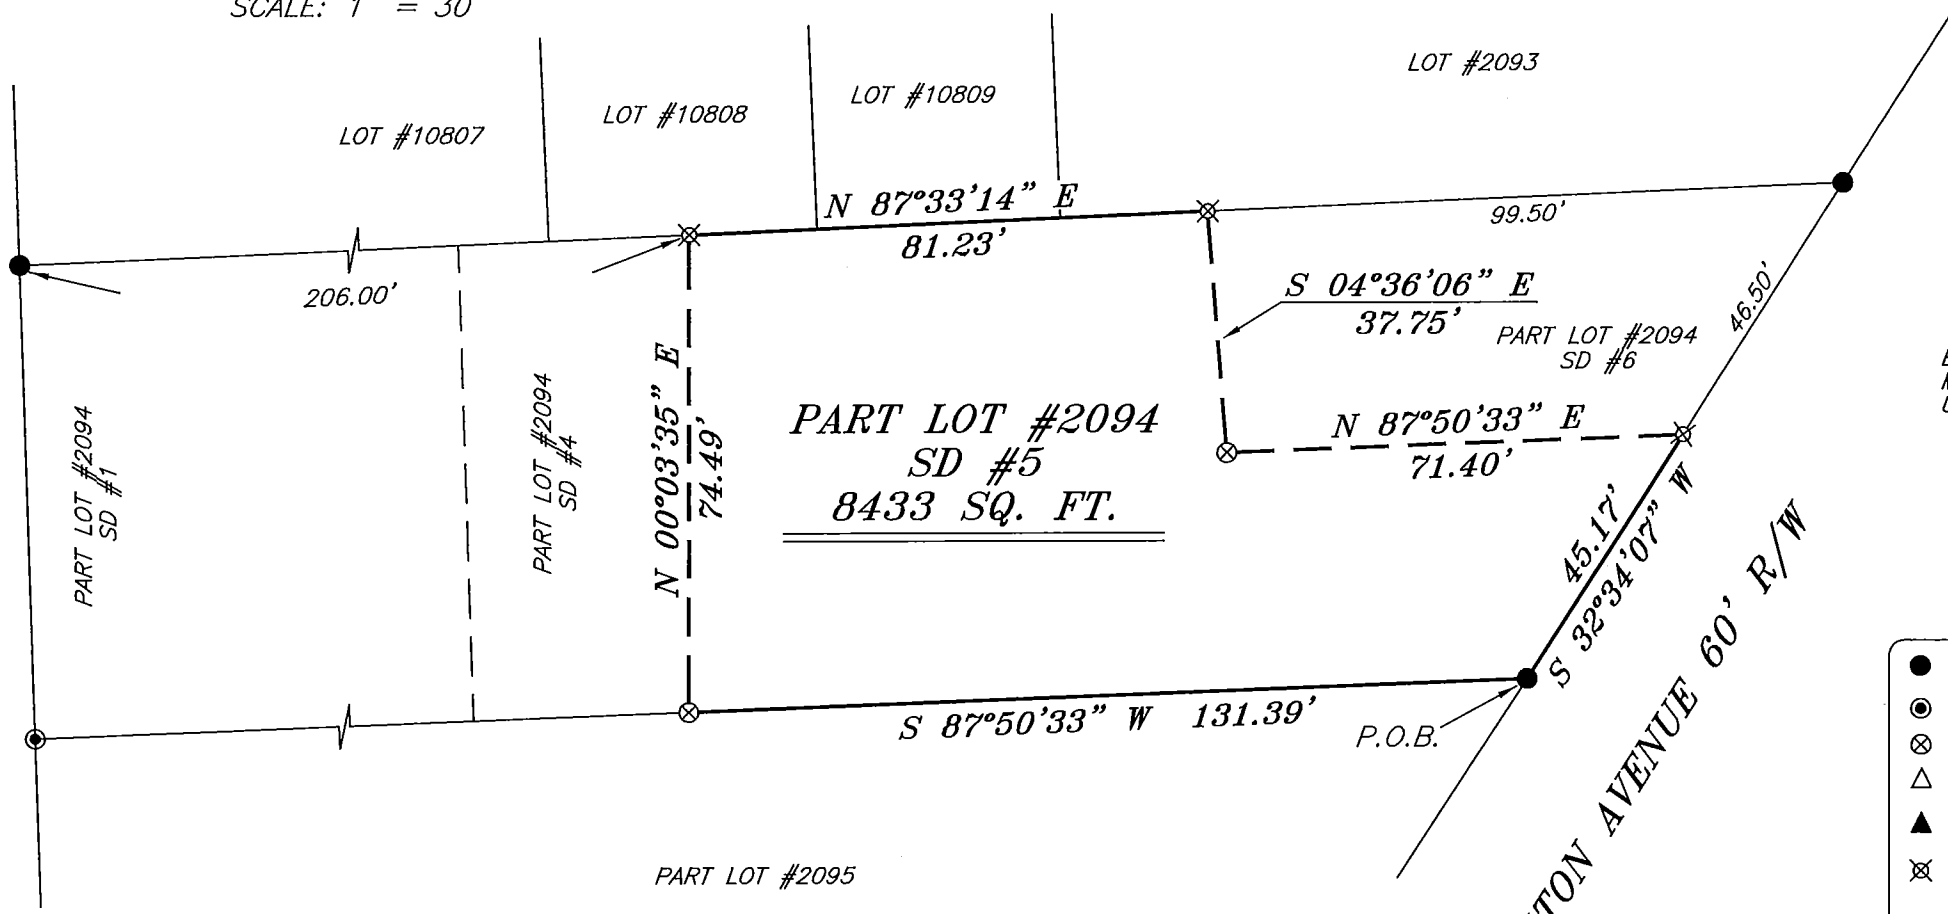 SCALE: 1" = 30'
LOT #2093
LOT #10809
LOT #10808
LOT #10807
N 87°33'14" E
81.23'
99.50'
206.00'
S 04°36'06" E
37.75'
46.50'
PART LOT #2094
SD #6
PART LOT #2094
SD #1
PART LOT #2094
SD #4
N 00°03'35" E
74.49'
PART LOT #2094
SD #5
8433 SQ. FT.
N 87°50'33" E
71.40'
45.17'
S 32°34'07" W
S 87°50'33" W 131.39'
P.O.B.
AVENUE 60' R/W
PART LOT #2095